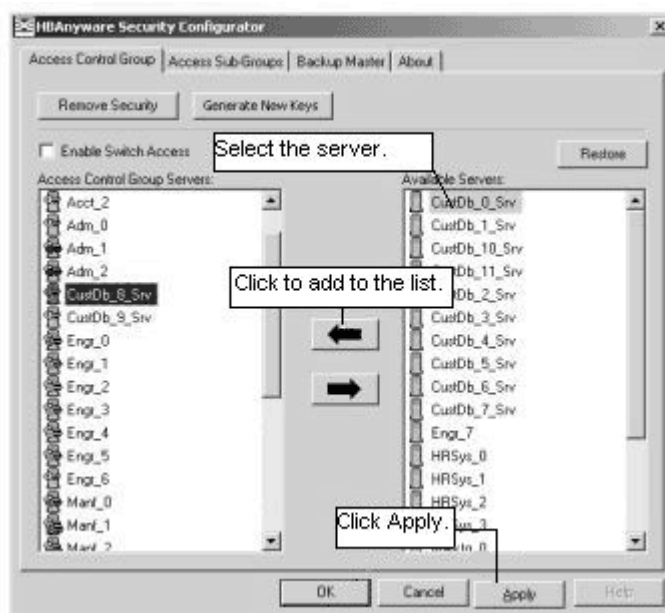 HBAnyware Security Configurator
Access Control Group
Access Sub-Groups
Backup Master
About
Remove Security
Generate New Keys
Enable Switch Access
Select the server.
Restore
Access Control Group Servers:
Available Servers:
Acct_2
Adm_0
Adm_1
Adm_2
CustDb_8_Srv
CustDb_9_Srv
Engr_0
Engr_1
Engr_2
Engr_3
Engr_4
Engr_5
Engr_6
Manf_0
Manf_1
Manf_2
Click to add to the list.
CustDb_0_Srv
CustDb_1_Srv
CustDb_10_Srv
CustDb_11_Srv
CustDb_2_Srv
CustDb_3_Srv
CustDb_4_Srv
CustDb_5_Srv
CustDb_6_Srv
CustDb_7_Srv
Engr_7
HRSys_0
HRSys_1
HRSys_2
Click Apply.
OK
Cancel
Apply
Help